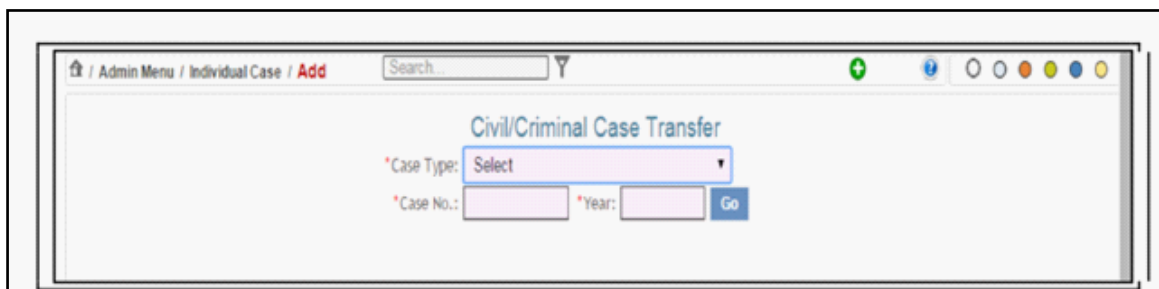 / Admin Menu / Individual Case / Add Search...
Civil/Criminal Case Transfer
*Case Type: Select
*Case No.: *Year: Go